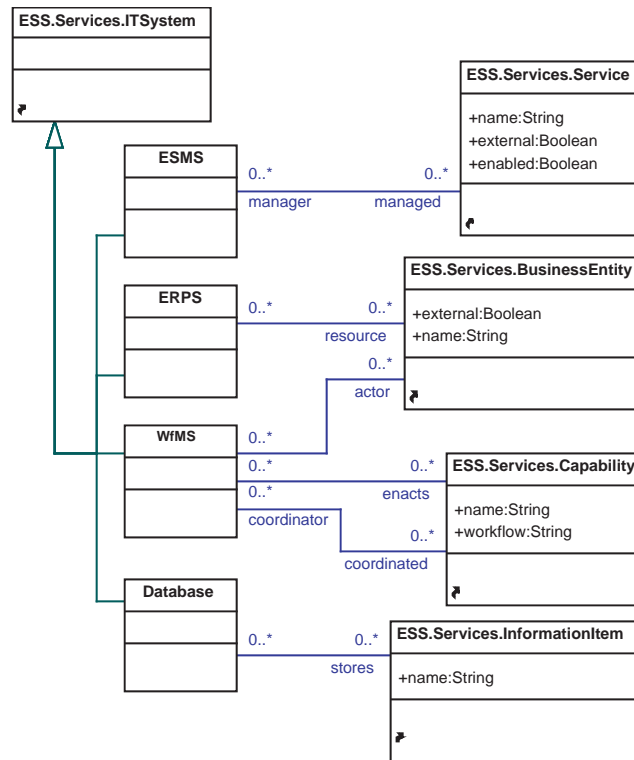 ESS.Services.ITSystem
ESS.Services.Service
+name:String
+external:Boolean
+enabled:Boolean
ESMS
0..*
0..*
manager
managed
ESS.Services.BusinessEntity
+external:Boolean
+name:String
ERPS
0..*
0..*
resource
0..*
actor
WfMS
0..*
0..*
0..*
enacts
0..*
coordinator
0..*
coordinated
ESS.Services.Capability
+name:String
+workflow:String
Database
0..*
0..*
stores
ESS.Services.InformationItem
+name:String